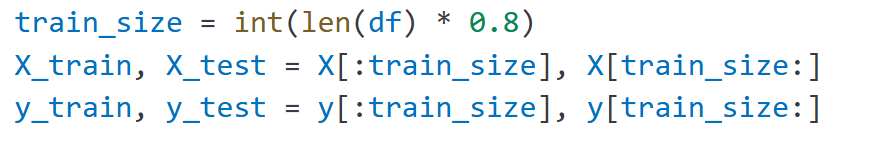 train_size = int(len(df) * 0.8)
X_train, X_test = X[:train_size], X[train_size:]
y_train, y_test = y[:train_size], y[train_size:]